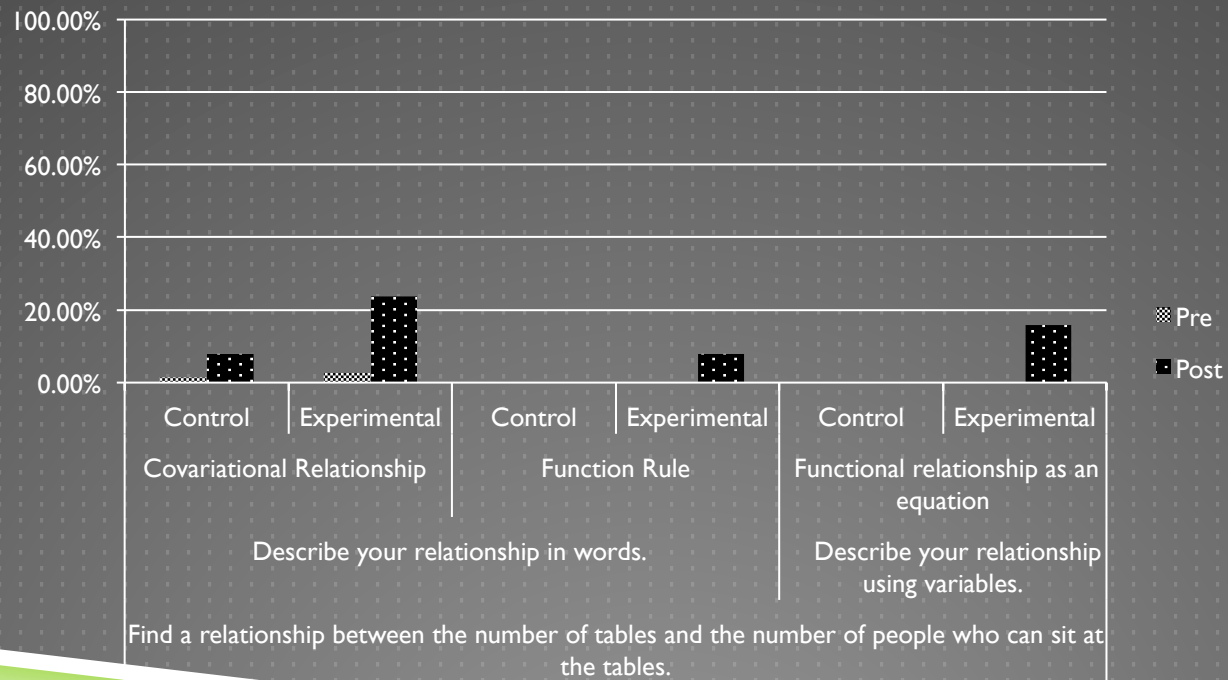 100.00%
80.00%
60.00%
40.00%
20.00%
0.00%
Pre
Post
Control
Experimental
Control
Experimental
Control
Experimental
Covariational Relationship
Function Rule
Functional relationship as an
equation
Describe your relationship in words.
Describe your relationship
using variables.
Find a relationship between the number of tables and the number of people who can sit at
the tables.